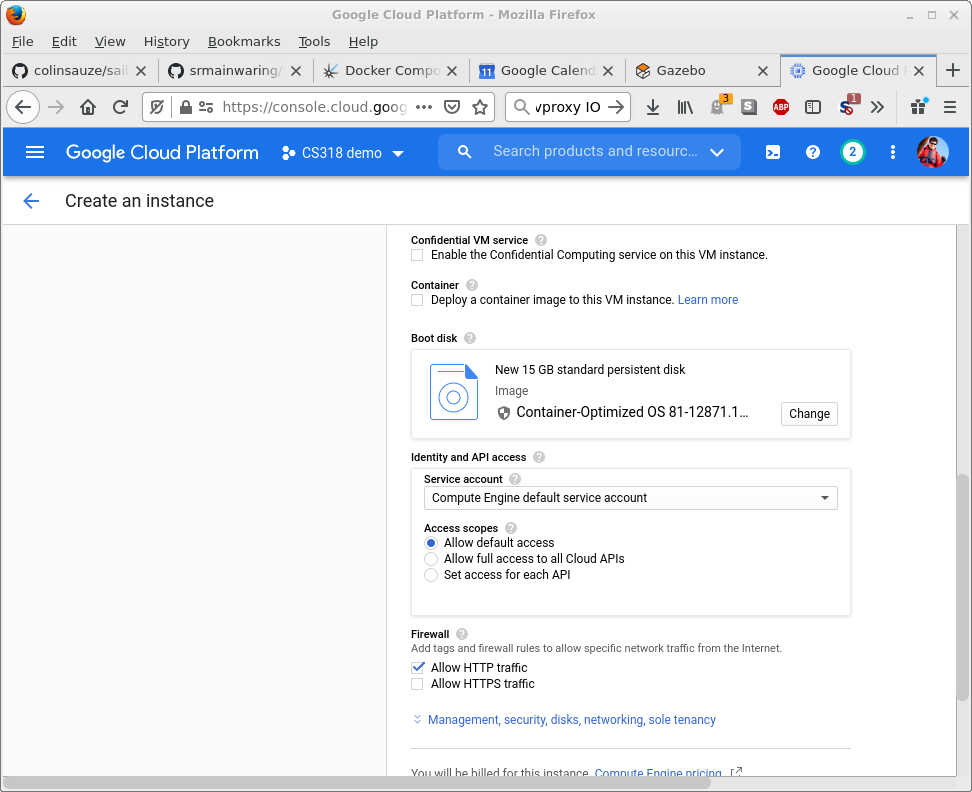 Google Cloud Platform - Mozilla Firefox
File Edit View History Bookmarks Tools Help
colinsauze/sail srmainwaring/ Docker Compo Google Calend Gazebo Google Cloud
https://console.cloud.goog vproxy IO 3 ABP S 1
Google Cloud Platform CS318 demo Search products and resourc... 2
Create an instance
Confidential VM service
Enable the Confidential Computing service on this VM instance.
Container
Deploy a container image to this VM instance. Learn more
Boot disk
New 15 GB standard persistent disk
Image
Container-Optimized OS 81-12871.1...
Change
Identity and API access
Service account
Compute Engine default service account
Access scopes
Allow default access
Allow full access to all Cloud APIs
Set access for each API
Firewall
Add tags and firewall rules to allow specific network traffic from the Internet.
Allow HTTP traffic
Allow HTTPS traffic
Management, security, disks, networking, sole tenancy
You will be billed for this instance. Compute Engine pricing